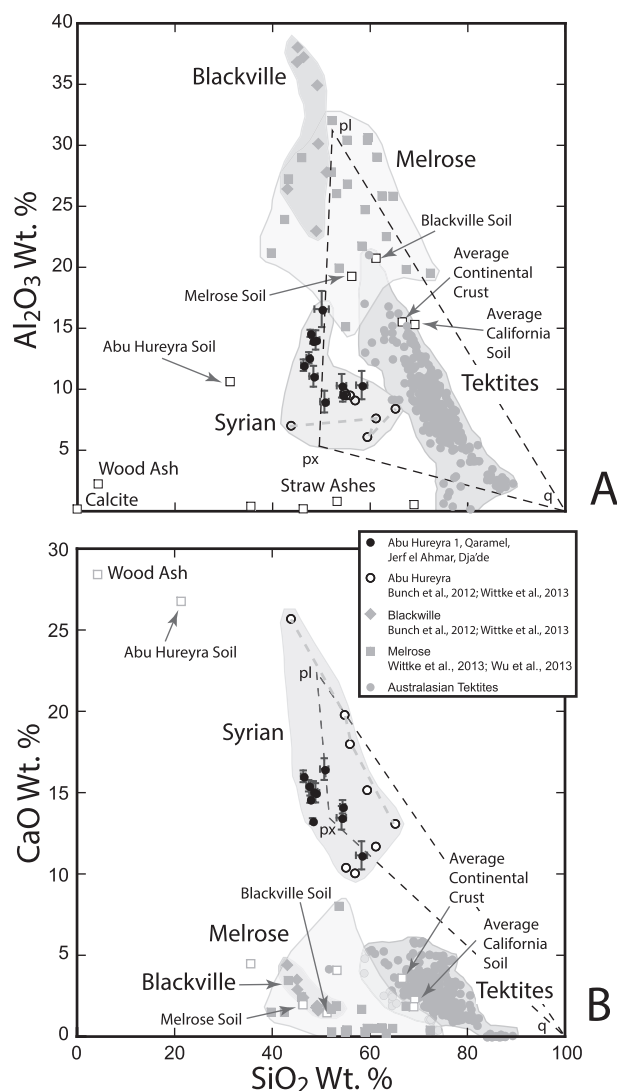 40
35
30
25
20
15
10
5
Al2O3 Wt. %
Blackville
pl
Melrose
Blackville Soil
Average
Continental
Crust
Melrose Soil
Average
California
Soil
Abu Hureyra Soil
Tektites
Syrian
px
Wood Ash
Straw Ashes
Calcite
q
A
30
25
20
15
10
5
0
CaO Wt. %
Wood Ash
Abu Hureyra Soil
Abu Hureyra 1, Qaramel,
Jerf el Ahmar, Dja'de
Abu Hureyra
Bunch et al., 2012; Wittke et al., 2013
Blackwille
Bunch et al., 2012; Wittke et al., 2013
Melrose
Wittke et al., 2013; Wu et al., 2013
Australasian Tektites
pl
Syrian
px
Average
Continental
Crust
Blackville Soil
Average
California
Soil
Melrose
Blackville
Tektites
Melrose Soil
q
B
0 20 40 60 80 100
SiO2 Wt. %